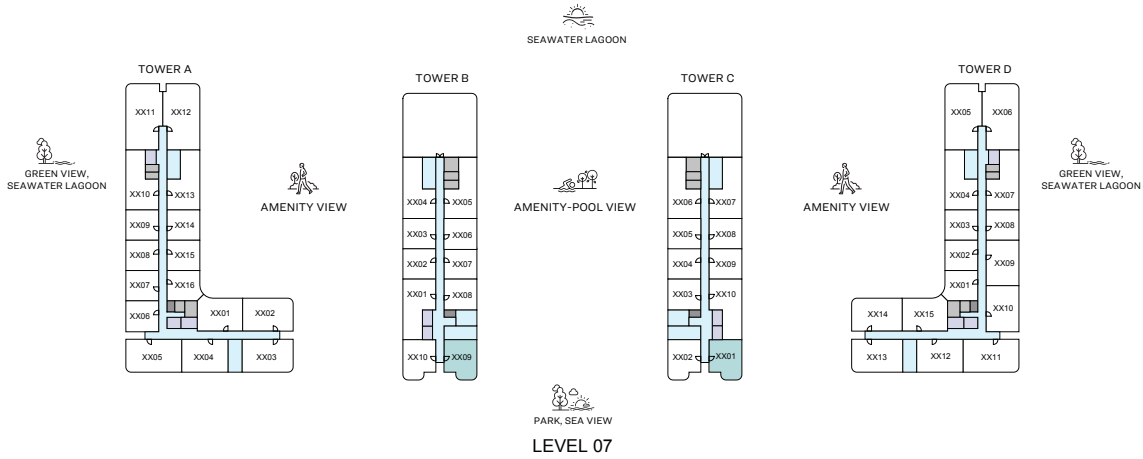 SEAWATER LAGOON
TOWER A
TOWER B
TOWER C
TOWER D
XX11 XX12
XX05 XX06
GREEN VIEW,
SEAWATER LAGOON
GREEN VIEW,
SEAWATER LAGOON
AMENITY VIEW
AMENITY-POOL VIEW
AMENITY VIEW
XX10 XX13
XX04 XX05
XX06 XX07
XX04 XX07
XX09 XX14
XX03 XX06
XX05 XX08
XX03 XX08
XX08 XX15
XX02 XX07
XX04 XX09
XX02 XX09
XX07 XX16
XX01 XX08
XX03 XX10
XX01
XX10
XX06 XX01 XX02
XX14 XX15
XX05 XX04 XX03
XX10 XX09
XX02 XX01
XX13 XX12 XX11
PARK, SEA VIEW
LEVEL 07